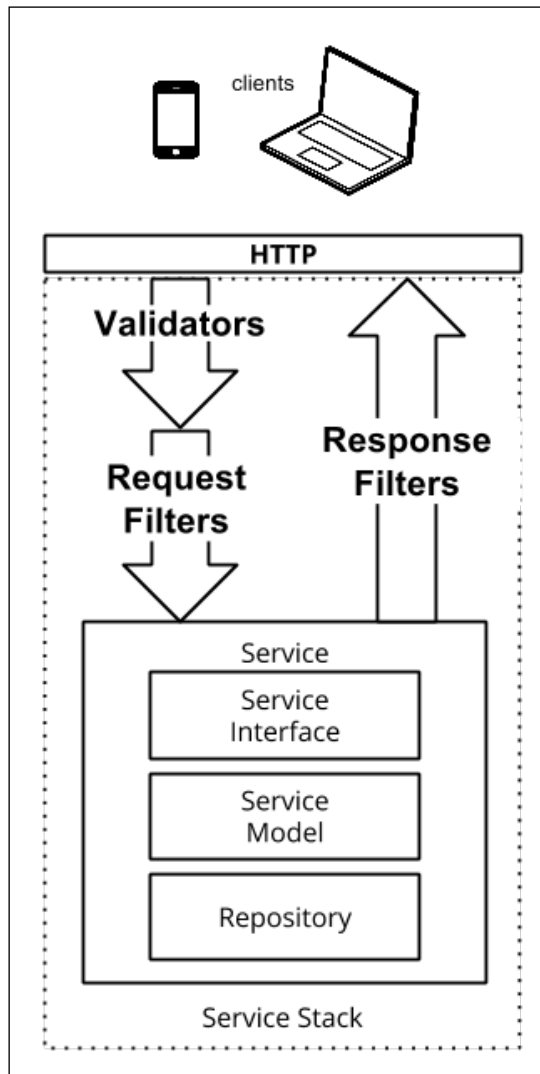 clients
HTTP
Validators
Request
Filters
Response
Filters
Service
Service
Interface
Service
Model
Repository
Service Stack